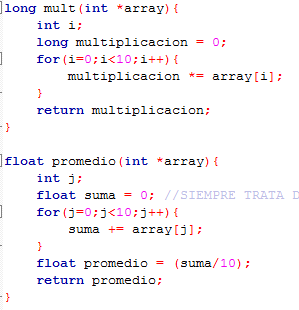 long mult(int *array){
int i;
long multiplicacion = 0;
for(i=0;i<10;i++){
multiplicacion *= array[i];
}
return multiplicacion;
}
float promedio(int *array){
int j;
float suma = 0; //SIEMPRE TRATA D
for(j=0;j<10;j++){
suma += array[j];
}
float promedio = (suma/10);
return promedio;
}